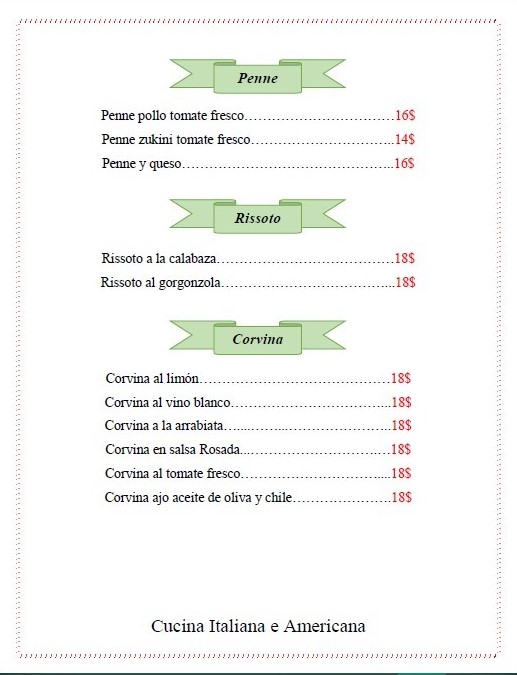 Penne
Penne pollo tomate fresco……………………………16$
Penne zukini tomate fresco…………………………...14$
Penne y queso……………………………………….16$
Rissoto
Rissoto a la calabaza…………………………………18$
Rissoto al gorgonzola………………………………...18$
Corvina
Corvina al limón……………………………………18$
Corvina al vino blanco……………………………...18$
Corvina a la arrabiata…......……...…………………18$
Corvina en salsa Rosada...…………………………18$
Corvina al tomate fresco…………………………....18$
Corvina ajo aceite de oliva y chile………………….18$
Cucina Italiana e Americana